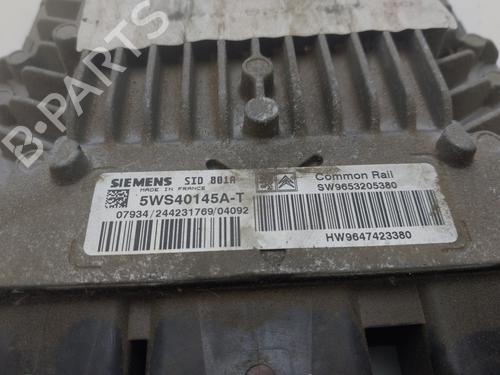 B-PARTS
SIEMENS SID 801A
MADE IN FRANCE
5WS40145A-T
07934/244231769/04092
Common Rail
SW9653205380
HW9647423380